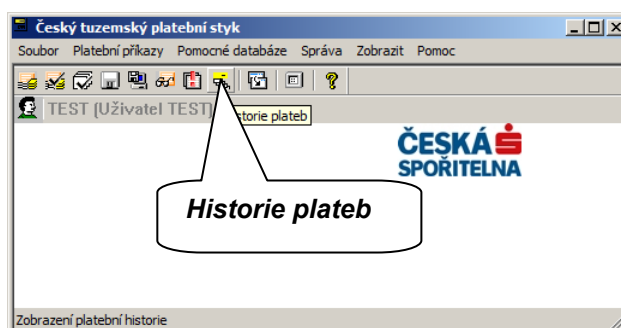 Český tuzemský platební styk
Soubor Platební příkazy Pomocné databáze Správa Zobrazit Pomoc
TEST (Uživatel TEST)
storie plateb
ČESKÁ
SPOŘITELNA
Historie plateb
Zobrazení platební historie